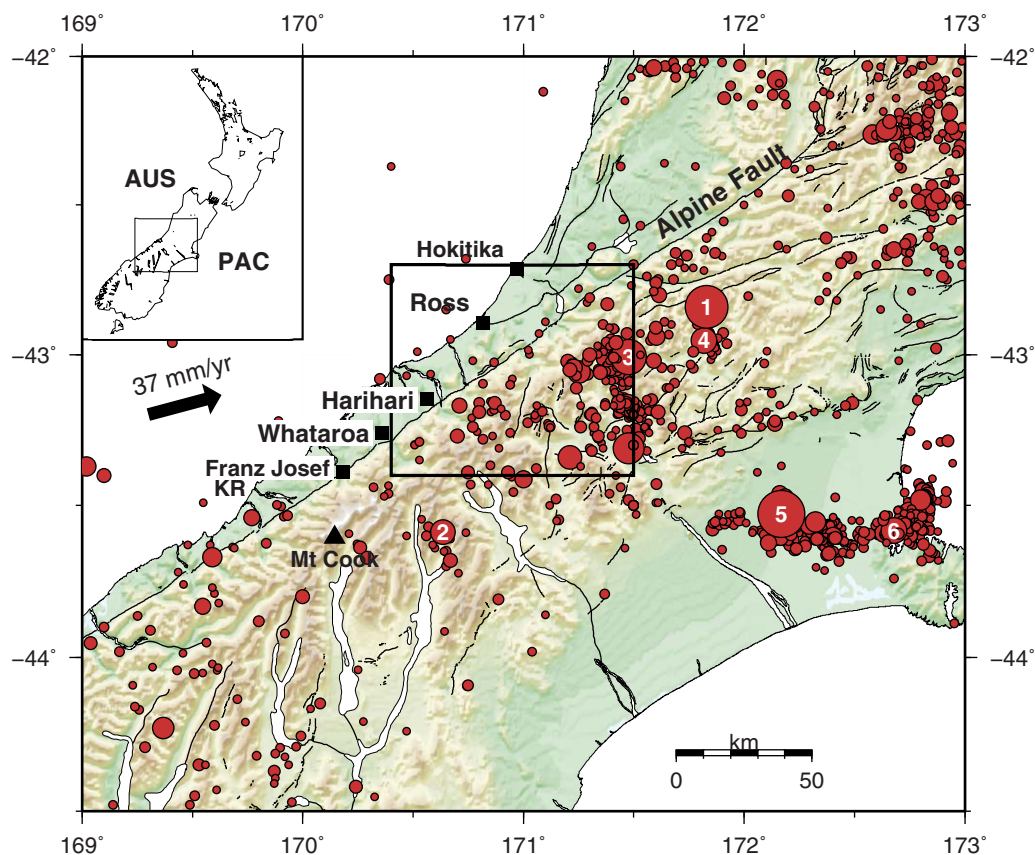 169˚ 170˚ 171˚ 172˚ 173˚
−42˚ −42˚
AUS
PAC
Alpine Fault
Hokitika
Ross
1
4
3
−43˚ −43˚
37 mm/yr
Harihari
Whataroa
Franz Josef
KR
5
2
6
Mt Cook
−44˚ −44˚
km
0 50
169˚ 170˚ 171˚ 172˚ 173˚